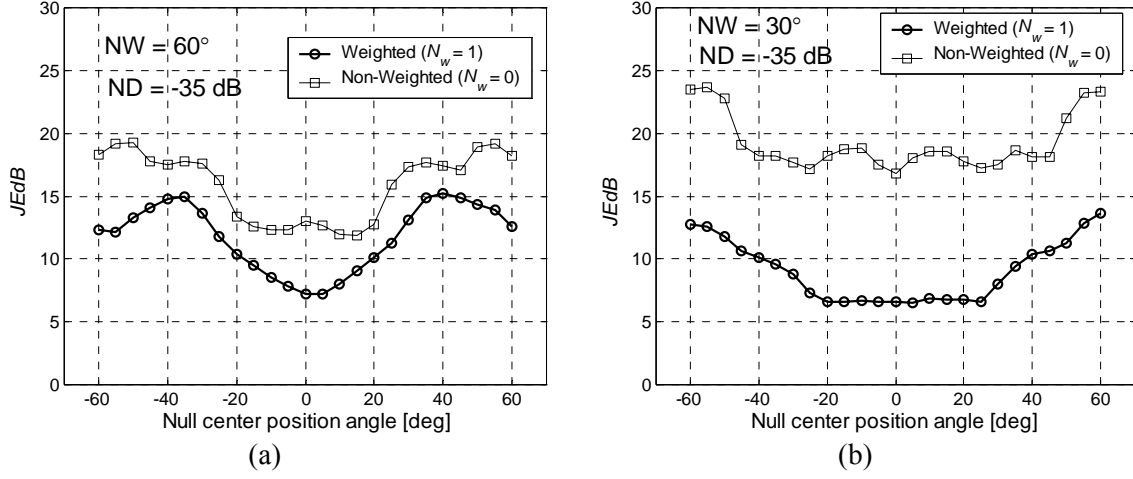 30
25
20
15
10
5
0
JEdB
NW = 60°
ND = -35 dB
Weighted (N_w = 1)
Non-Weighted (N_w = 0)
-60 -40 -20 0 20 40 60
Null center position angle [deg]
(a)
30
25
20
15
10
5
0
JEdB
NW = 30°
ND = -35 dB
Weighted (N_w = 1)
Non-Weighted (N_w = 0)
-60 -40 -20 0 20 40 60
Null center position angle [deg]
(b)